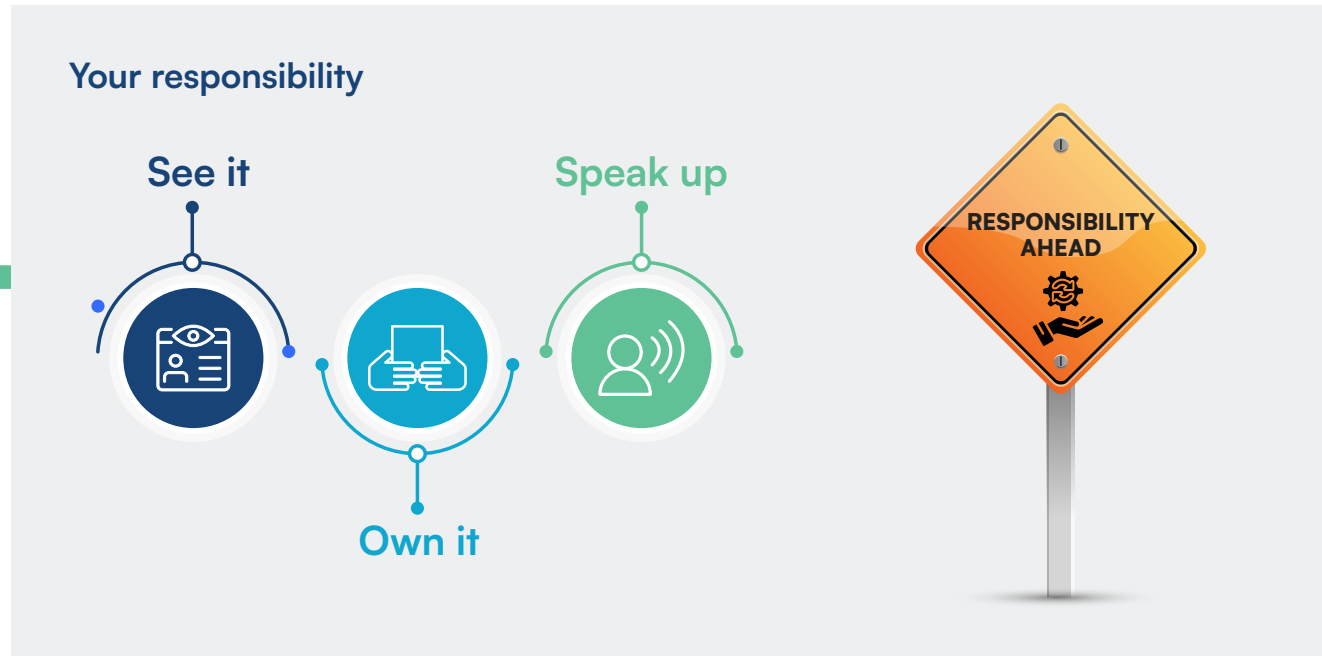 Your responsibility
See it
Own it
Speak up
RESPONSIBILITY
AHEAD